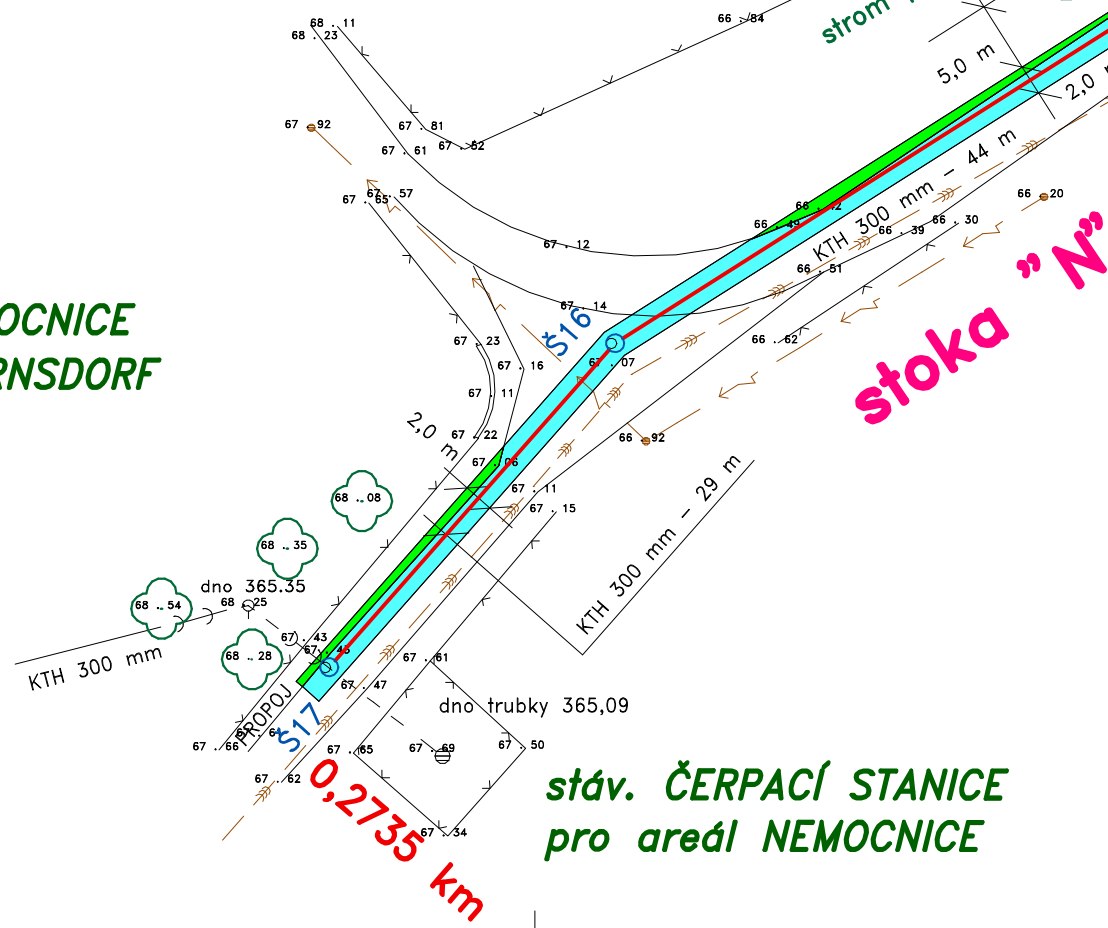 68 . 11
68 . 23
66 . 84
strom
5,0 m
2,0
67 . 92
67 . 81
67 . 61
67 . 62
67 . 57
67 . 65
KTH 300 mm – 44 m
66 . 20
66 . 42
66 . 49
66 . 39
66 . 30
67 . 12
66 . 51
stoka "N"
67 . 14
OCNICE
RNSDORF
Š16
66 . 62
67 . 23
67 . 07
67 . 16
67 . 11
2,0 m
67 . 22
66 . 92
67 . 06
67 . 11
67 . 15
68 . 08
KTH 300 mm – 29 m
68 . 35
dno 365.35
68 . 54
68 . 25
67 . 43
KTH 300 mm
68 . 28
67 . 61
67 . 47
PROPOJ
dno trubky 365,09
Š17
67 . 66
67 . 65
67 . 69
67 . 50
67 . 62
0,2735 km
67 . 34
stáv. ČERPACÍ STANICE
pro areál NEMOCNICE